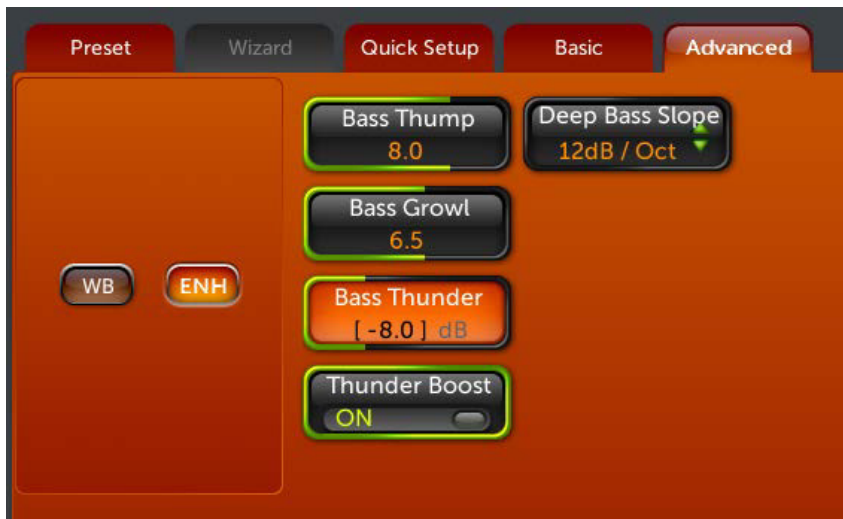 Preset Wizard Quick Setup Basic Advanced
WB ENH
Bass Thump
8.0
Deep Bass Slope
12dB / Oct
Bass Growl
6.5
Bass Thunder
[ -8.0 ] dB
Thunder Boost
ON